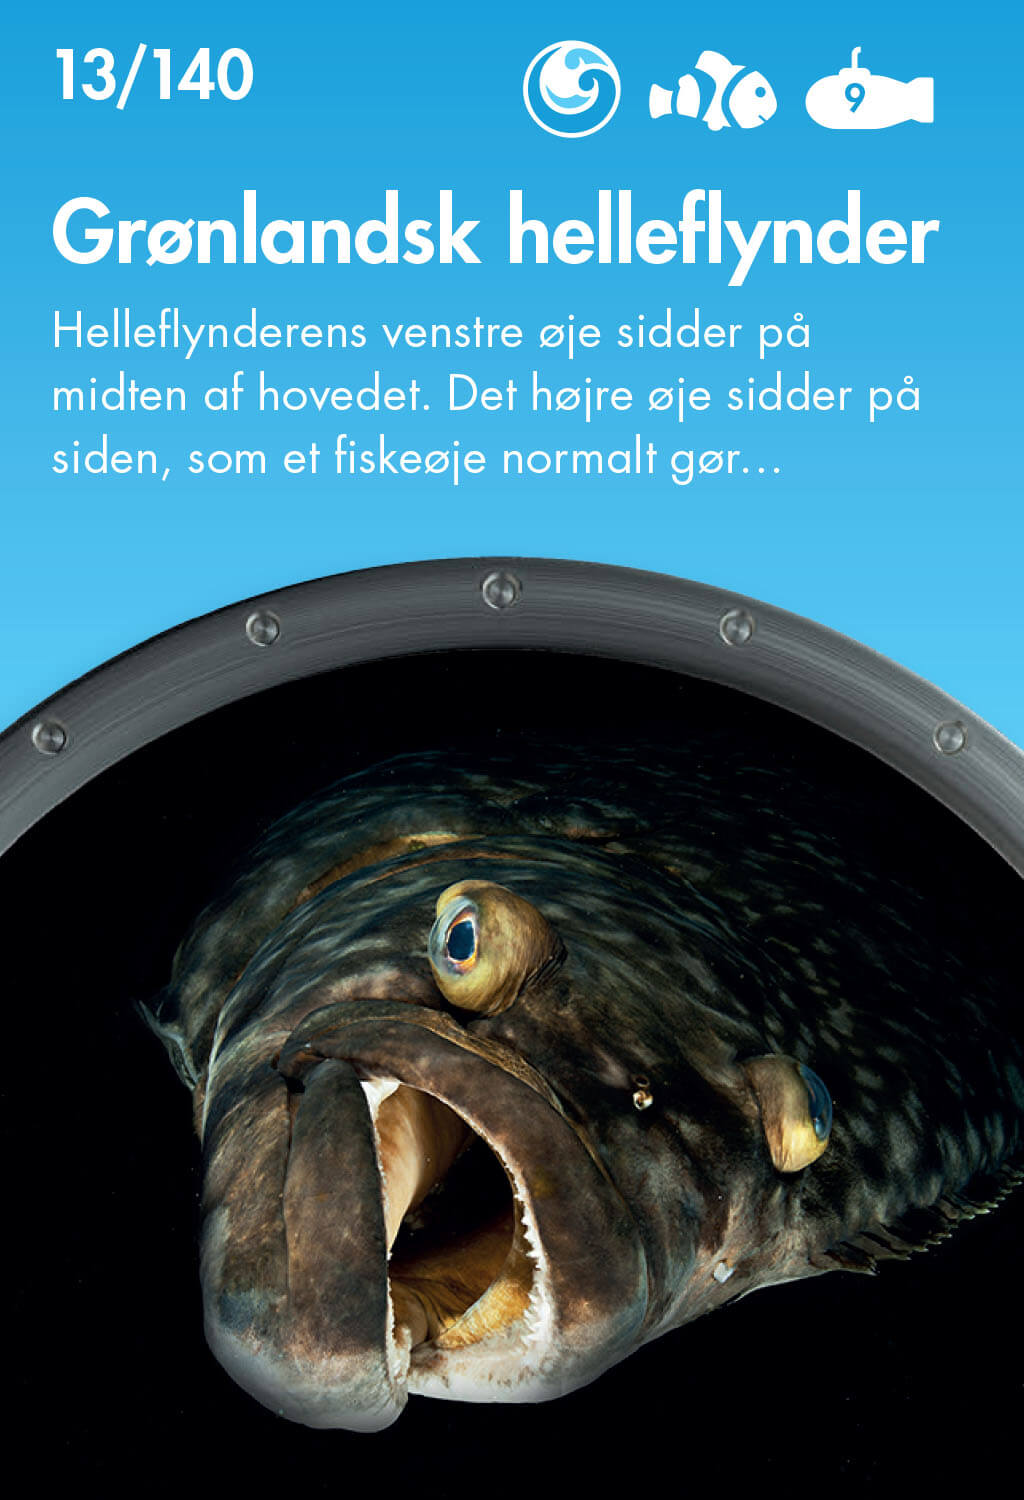 13/140
9
Grønlandsk helleflynder
Helleflynderens venstre øje sidder på
midten af hovedet. Det højre øje sidder på
siden, som et fiskeøje normalt gør...